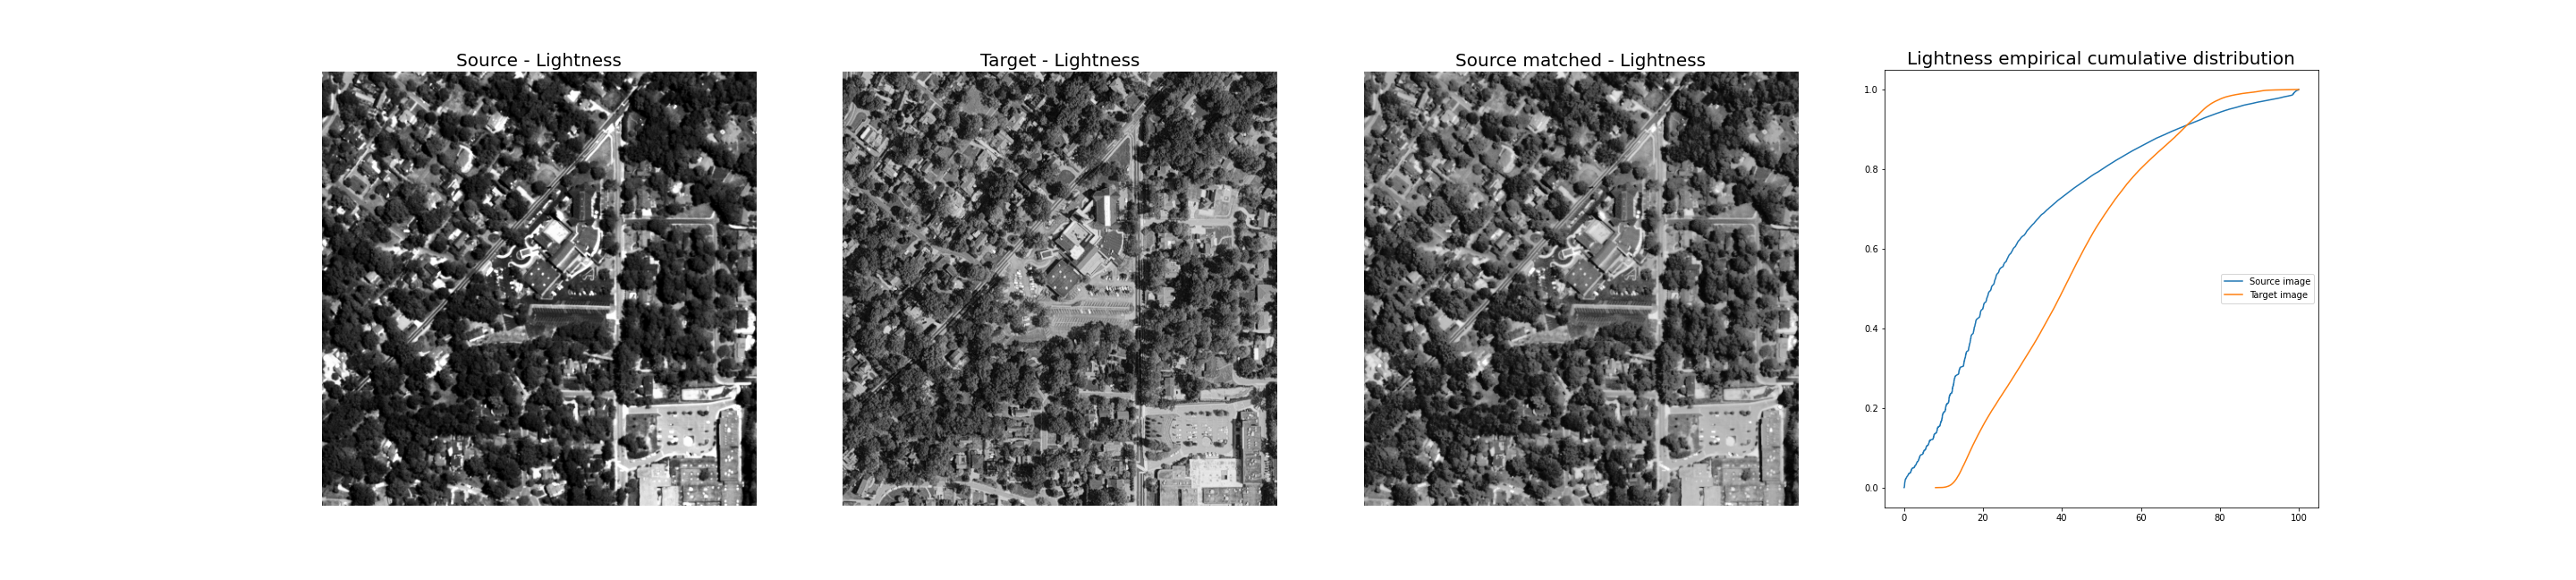 Source - Lightness
Target - Lightness
Source matched - Lightness
Lightness empirical cumulative distribution
1.0
0.8
0.6
0.4
0.2
0.0
Source image
Target image
0 20 40 60 80 100